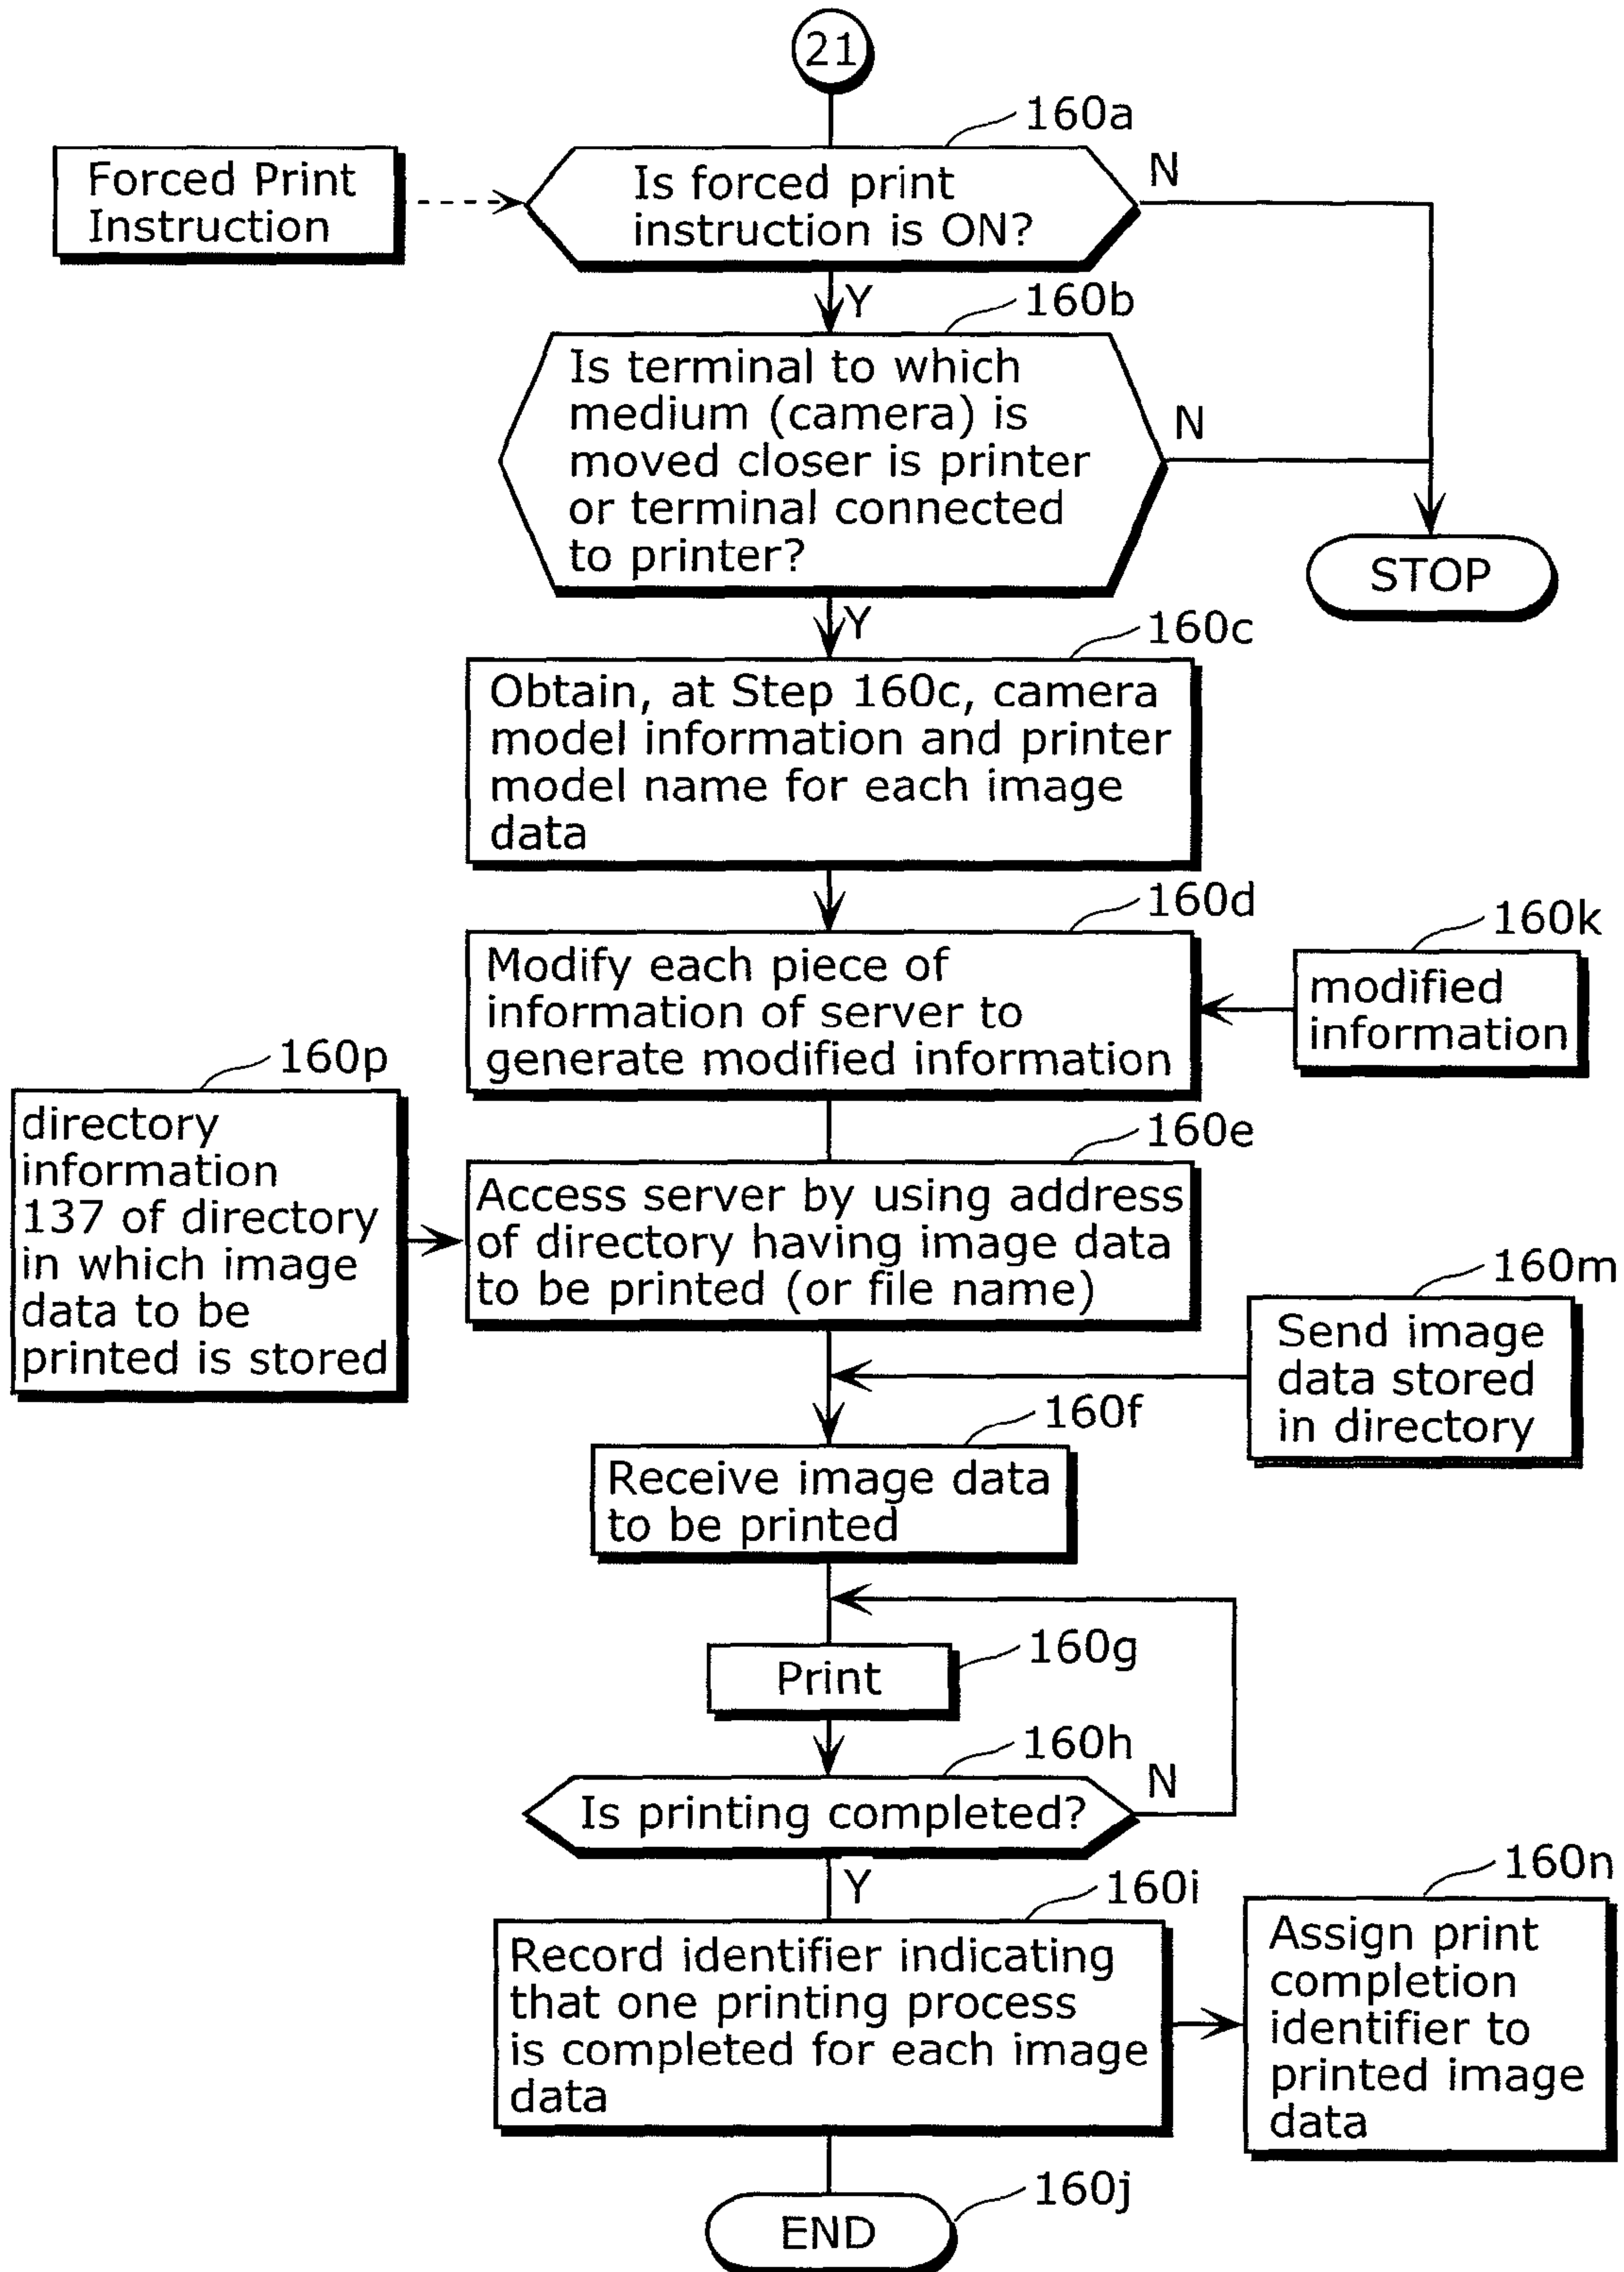 21
160a
Forced Print
Instruction
Is forced print
instruction is ON?
N
Y
160b
Is terminal to which
medium (camera) is
moved closer is printer
or terminal connected
to printer?
N
STOP
Y
160c
Obtain, at Step 160c, camera
model information and printer
model name for each image
data
160d
Modify each piece of
information of server to
generate modified information
160k
modified
information
160p
directory
information
137 of directory
in which image
data to be
printed is stored
160e
Access server by using address
of directory having image data
to be printed (or file name)
160m
Send image
data stored
in directory
160f
Receive image data
to be printed
160g
Print
160h
Is printing completed?
N
Y
160i
Record identifier indicating
that one printing process
is completed for each image
data
160n
Assign print
completion
identifier to
printed image
data
160j
END